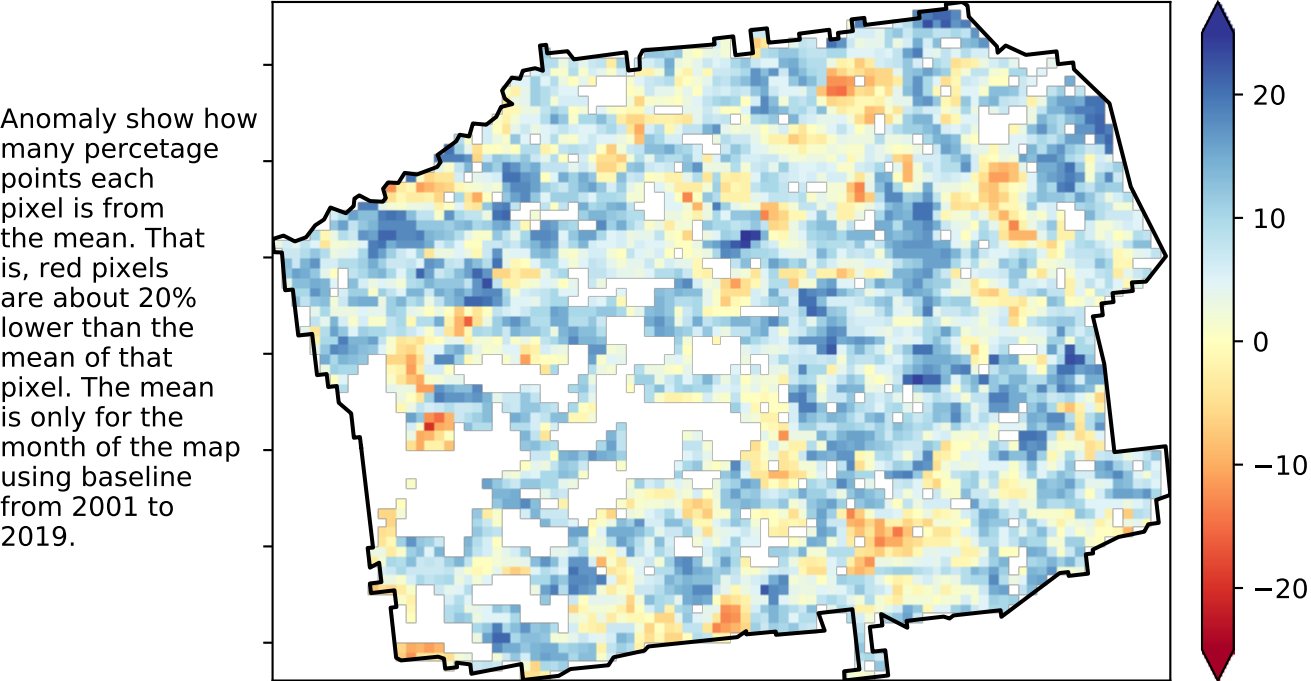 Anomaly show how
many percetage
points each
pixel is from
the mean. That
is, red pixels
are about 20%
lower than the
mean of that
pixel. The mean
is only for the
month of the map
using baseline
from 2001 to
2019.
20
10
0
−10
−20